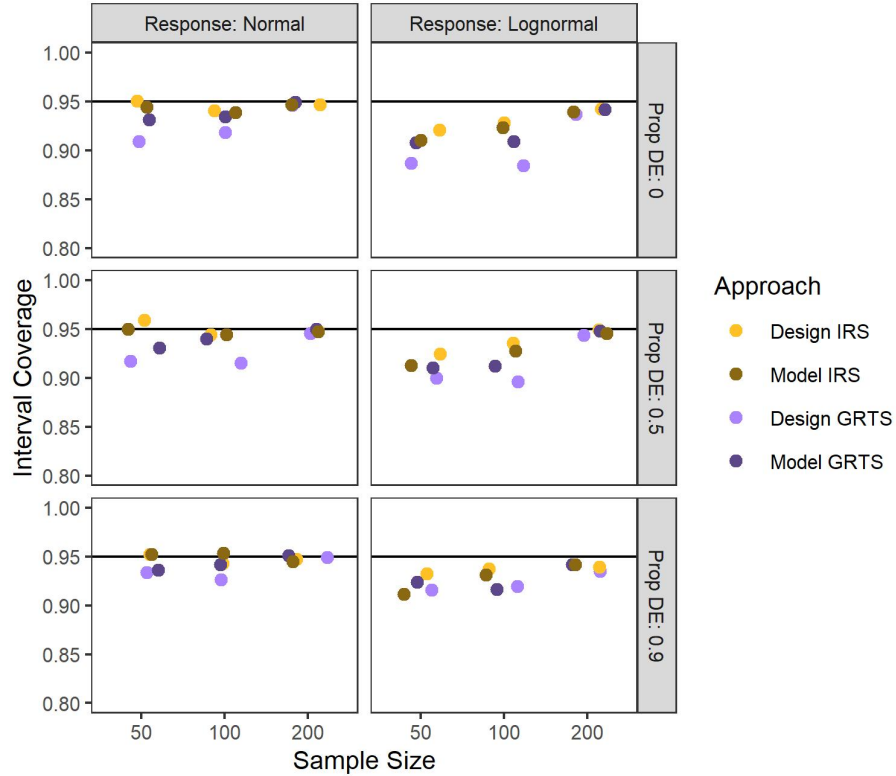 Response: Normal
Response: Lognormal
1.00
0.95
0.90
0.85
0.80
Prop DE: 0
1.00
0.95
0.90
0.85
0.80
Prop DE: 0.5
1.00
0.95
0.90
0.85
0.80
Prop DE: 0.9
Interval Coverage
50
100
200
50
100
200
Sample Size
Approach
Design IRS
Model IRS
Design GRTS
Model GRTS